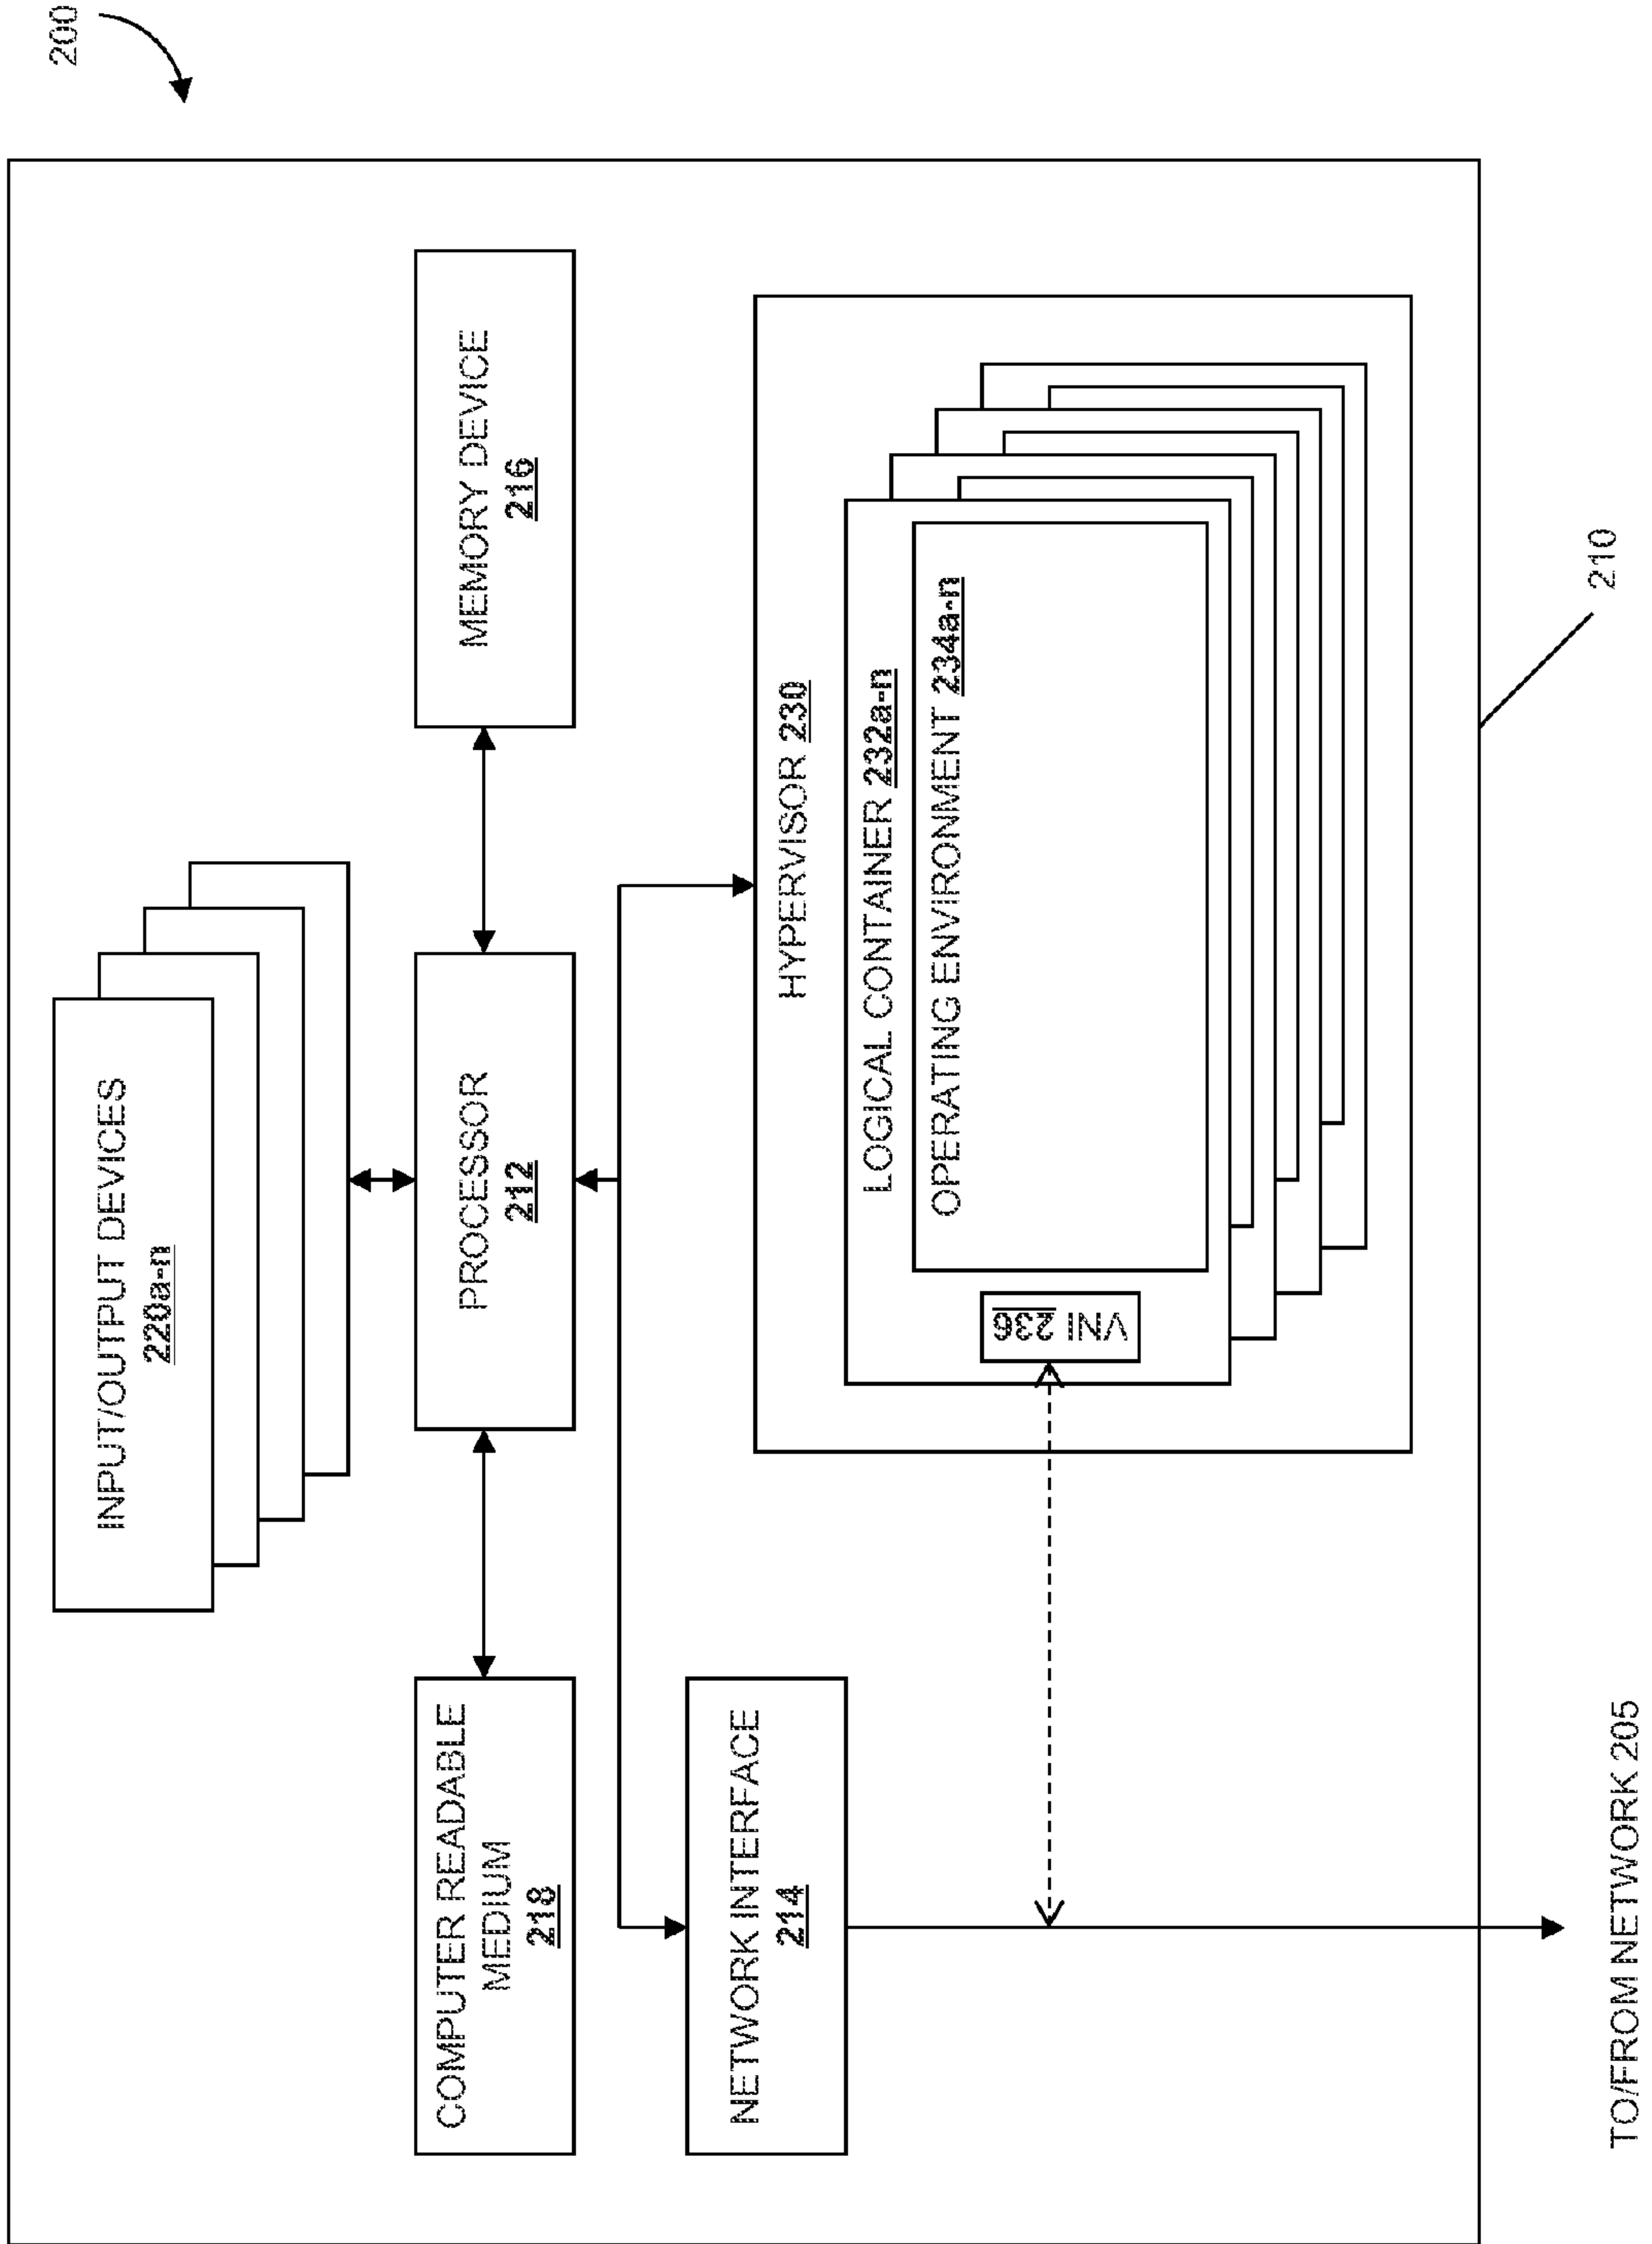 200
INPUT/OUTPUT DEVICES
220a-n
COMPUTER READABLE
MEDIUM
218
PROCESSOR
212
MEMORY DEVICE
216
NETWORK INTERFACE
214
HYPERVISOR 230
LOGICAL CONTAINER 232a-n
OPERATING ENVIRONMENT 234a-n
VNI 236
210
TO/FROM NETWORK 205